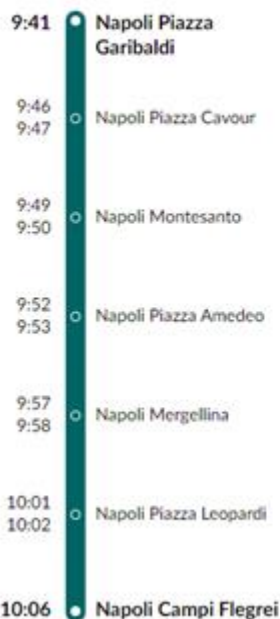 9:41 Napoli Piazza
Garibaldi
9:46
9:47 Napoli Piazza Cavour
9:49
9:50 Napoli Montesanto
9:52
9:53 Napoli Piazza Amedeo
9:57
9:58 Napoli Mergellina
10:01
10:02 Napoli Piazza Leopardi
10:06 Napoli Campi Flegrei